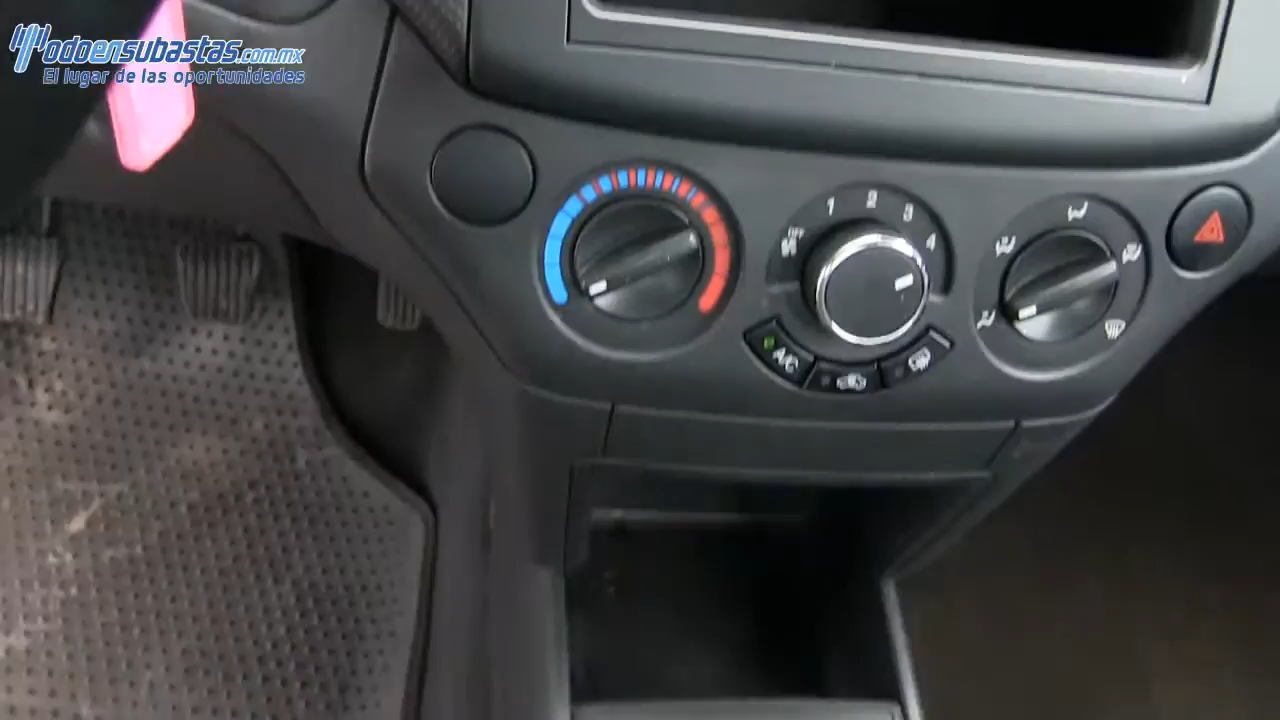 Todoensubastas.com.mx
El lugar de las oportunidades
1 2 3 4
OFF
A/C